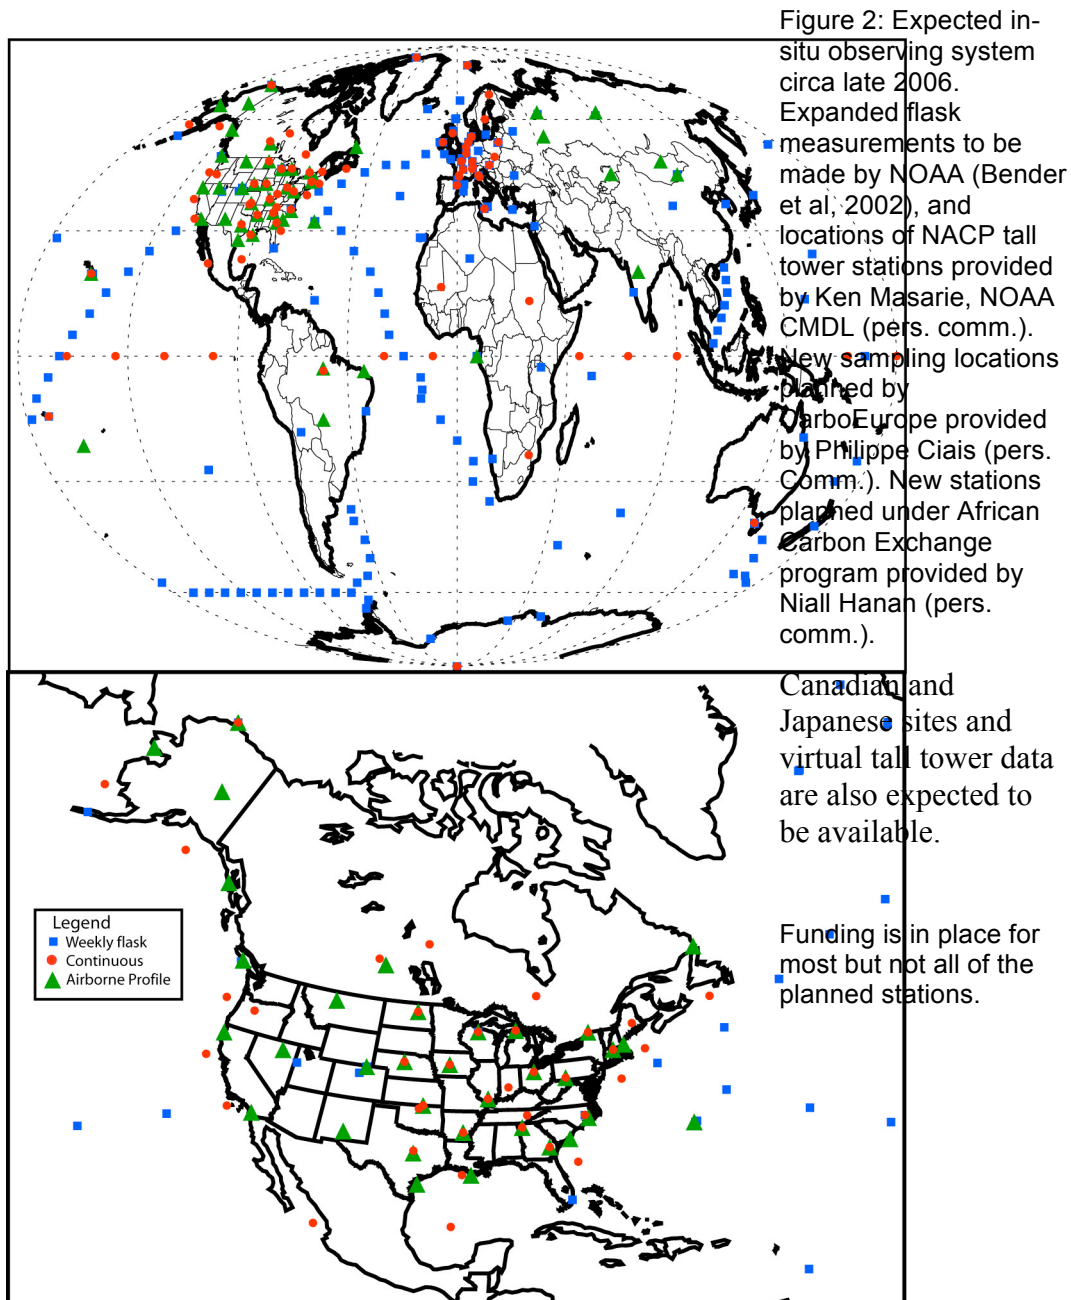 Figure 2: Expected in-
situ observing system
circa late 2006.
Expanded flask
measurements to be
made by NOAA (Bender
et al, 2002), and
locations of NACP tall
tower stations provided
by Ken Masarie, NOAA
CMDL (pers. comm.).
New sampling locations
planned by
CarboEurope provided
by Philippe Ciais (pers.
Comm.). New stations
planned under African
Carbon Exchange
program provided by
Niall Hanan (pers.
comm.).
Canadian and
Japanese sites and
virtual tall tower data
are also expected to
be available.
Funding is in place for
most but not all of the
planned stations.
Legend
Weekly flask
Continuous
Airborne Profile